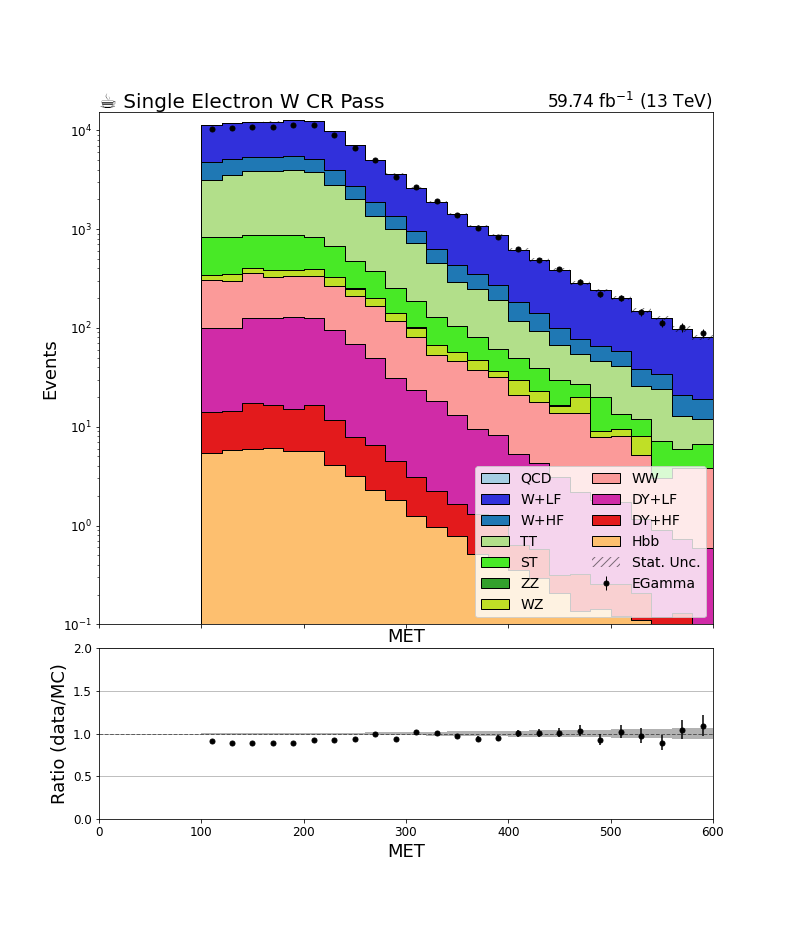 ☕ Single Electron W CR Pass
59.74 fb⁻¹ (13 TeV)
10⁴
10³
10²
10¹
10⁰
10⁻¹
Events
QCD
W+LF
W+HF
TT
ST
ZZ
WZ
WW
DY+LF
DY+HF
Hbb
Stat. Unc.
EGamma
MET
2.0
1.5
1.0
0.5
0.0
Ratio (data/MC)
0 100 200 300 400 500 600
MET